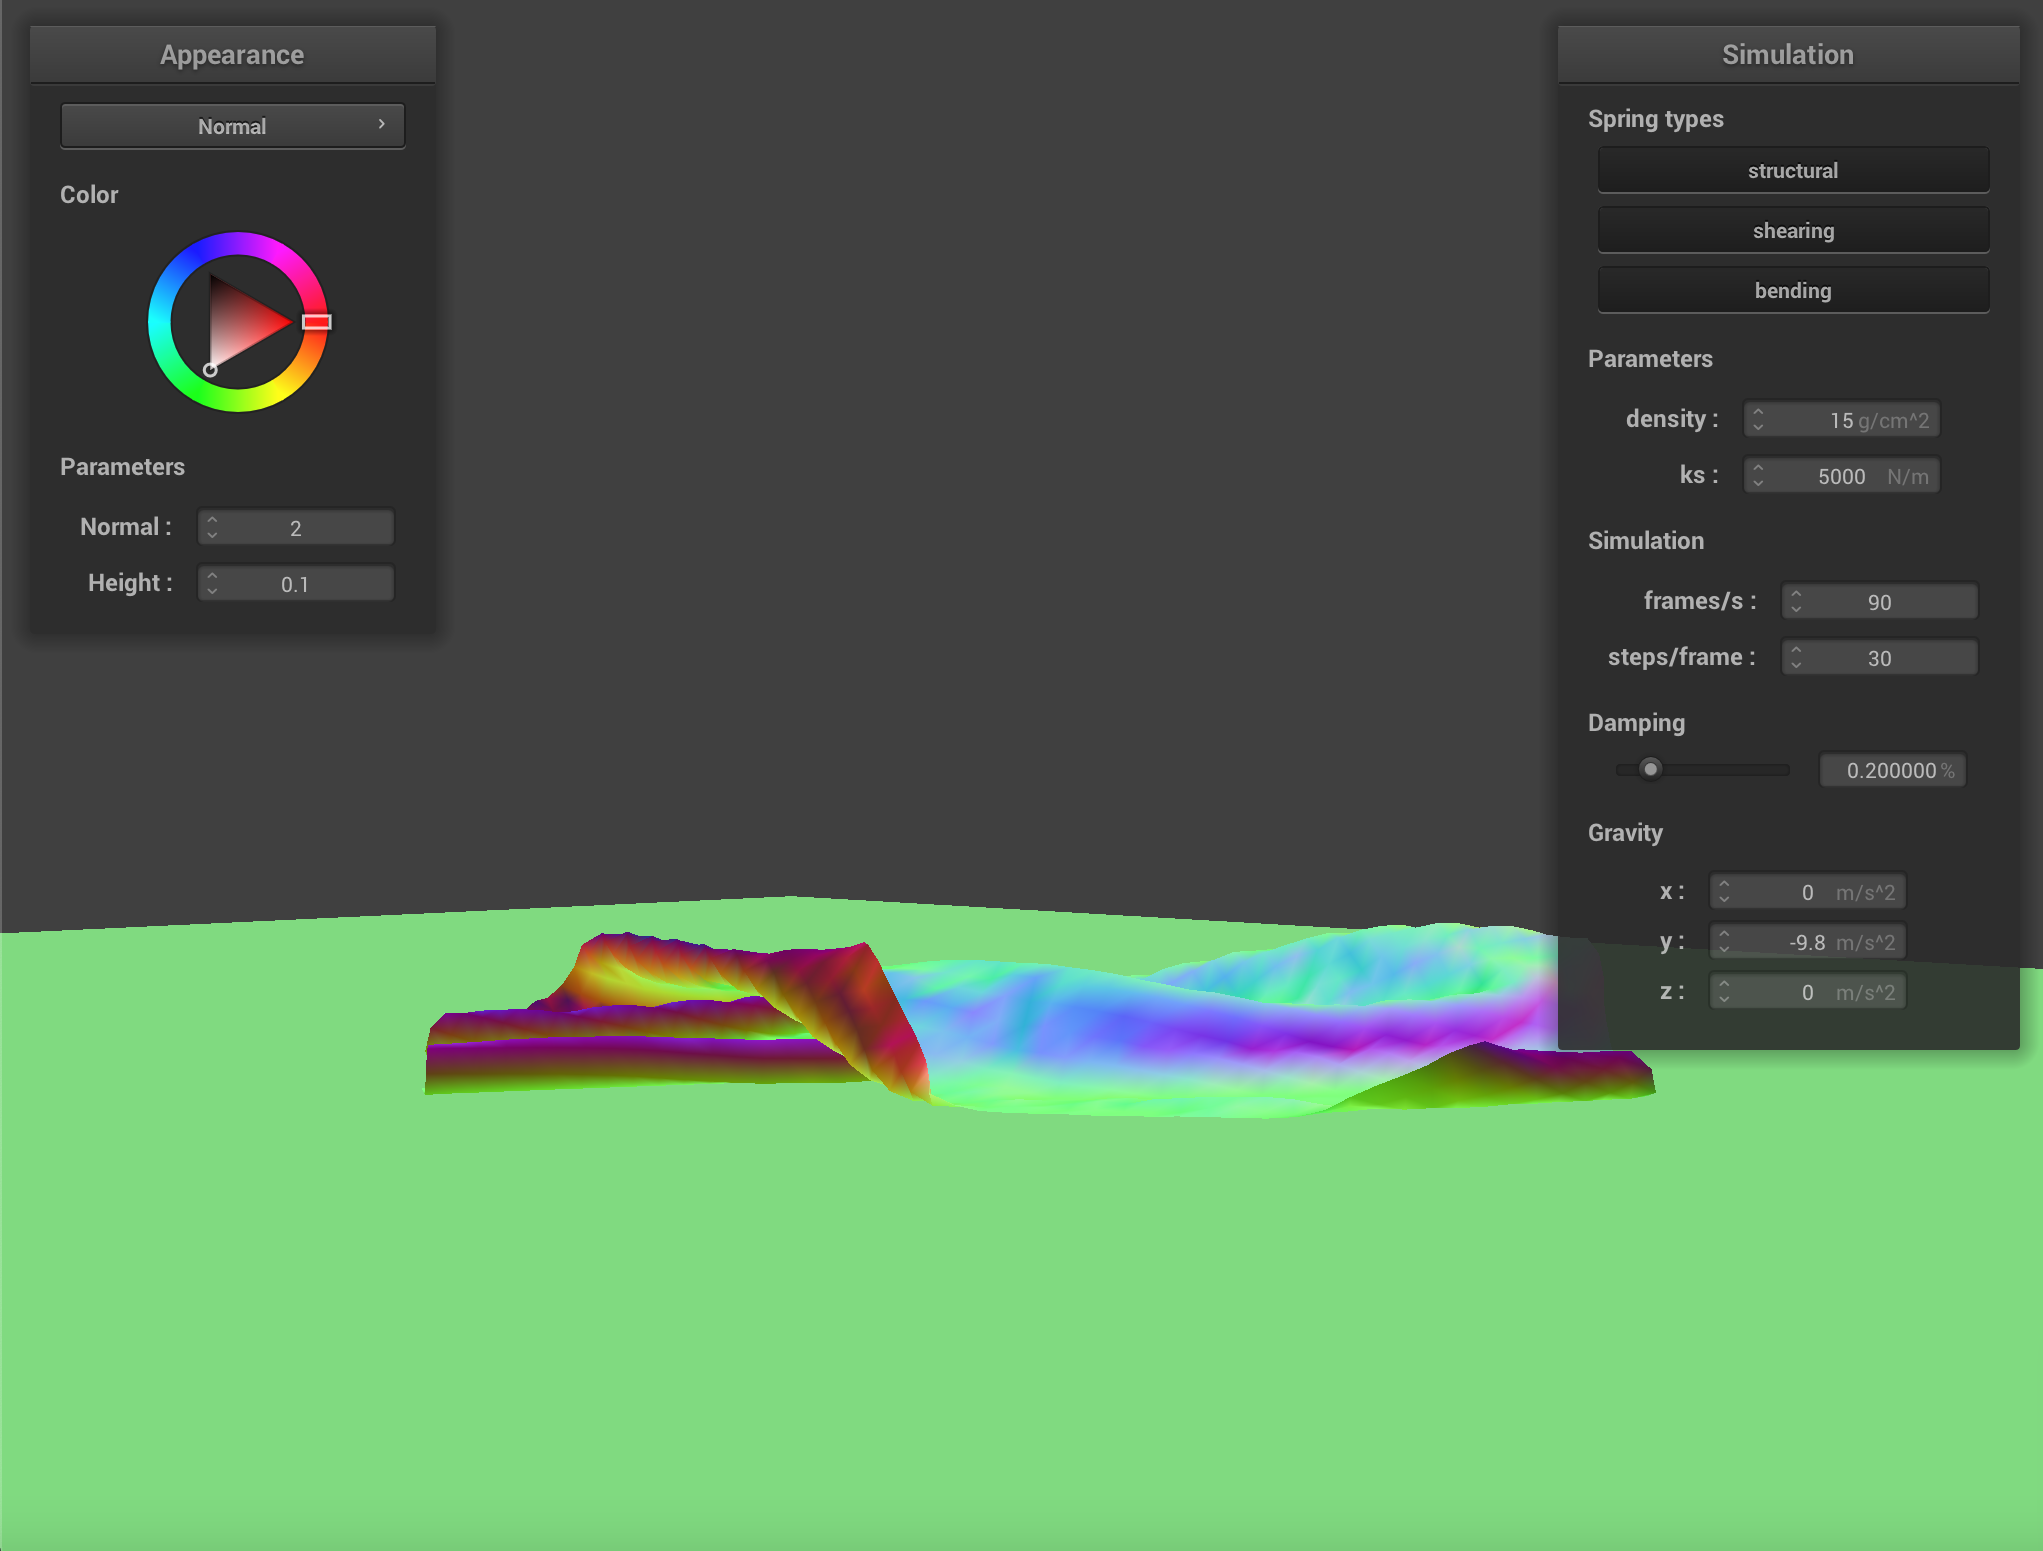 Appearance
Normal
Color
Parameters
Normal : 2
Height : 0.1
Simulation
Spring types
structural
shearing
bending
Parameters
density : 15 g/cm^2
ks : 5000 N/m
Simulation
frames/s : 90
steps/frame : 30
Damping
0.200000 %
Gravity
x : 0 m/s^2
y : -9.8 m/s^2
z : 0 m/s^2